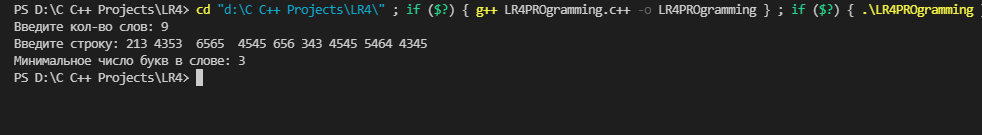 PS D:\C C++ Projects\LR4> cd "d:\C C++ Projects\LR4\" ; if ($?) { g++ LR4PROgramming.c++ -o LR4PROgramming } ; if ($?) { .\LR4PROgramming }
Введите кол-во слов: 9
Введите строку: 213 4353  6565  4545 656 343 4545 5464 4345
Минимальное число букв в слове: 3
PS D:\C C++ Projects\LR4>